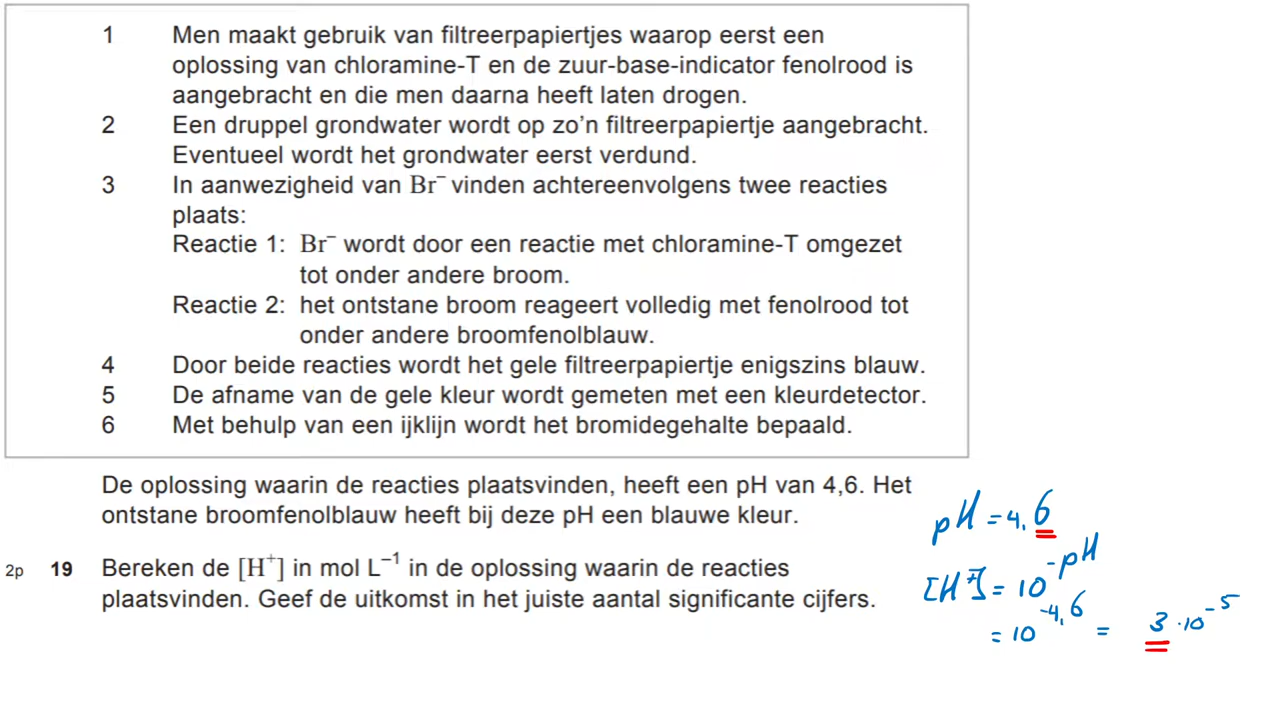 1 Men maakt gebruik van filtreerpapiertjes waarop eerst een
oplossing van chloramine-T en de zuur-base-indicator fenolrood is
aangebracht en die men daarna heeft laten drogen.
2 Een druppel grondwater wordt op zo'n filtreerpapiertje aangebracht.
Eventueel wordt het grondwater eerst verdund.
3 In aanwezigheid van Br⁻ vinden achtereenvolgens twee reacties
plaats:
Reactie 1: Br⁻ wordt door een reactie met chloramine-T omgezet
tot onder andere broom.
Reactie 2: het ontstane broom reageert volledig met fenolrood tot
onder andere broomfenolblauw.
4 Door beide reacties wordt het gele filtreerpapiertje enigszins blauw.
5 De afname van de gele kleur wordt gemeten met een kleurdetector.
6 Met behulp van een ijklijn wordt het bromidegehalte bepaald.
De oplossing waarin de reacties plaatsvinden, heeft een pH van 4,6. Het
ontstane broomfenolblauw heeft bij deze pH een blauwe kleur.
2p 19 Bereken de [H⁺] in mol L⁻¹ in de oplossing waarin de reacties
plaatsvinden. Geef de uitkomst in het juiste aantal significante cijfers.
pH = 4,6
[H⁺] = 10^-pH
= 10^-4,6 = 3 · 10^-5